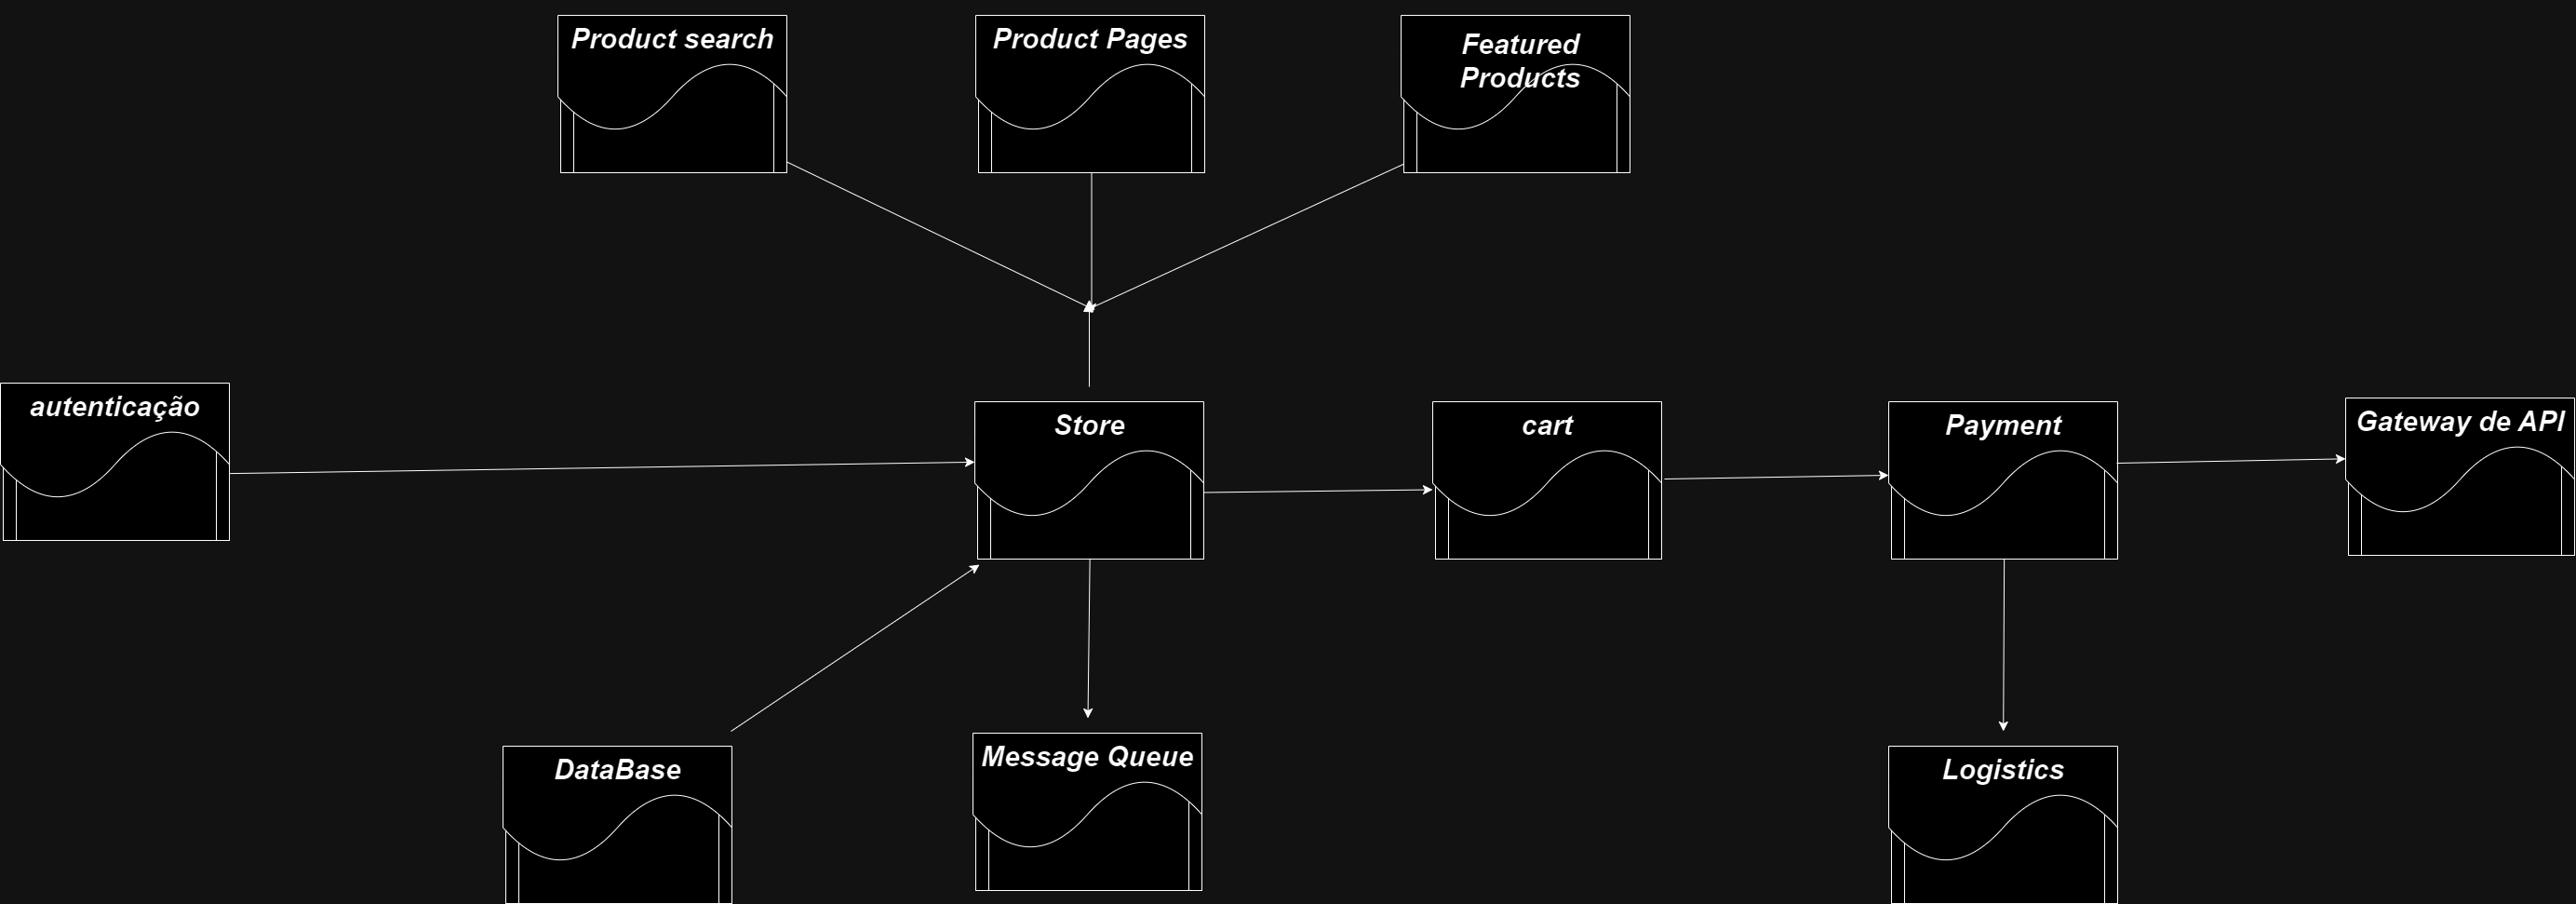 Product search
Product Pages
Featured
Products
autenticação
Store
cart
Payment
Gateway de API
DataBase
Message Queue
Logistics